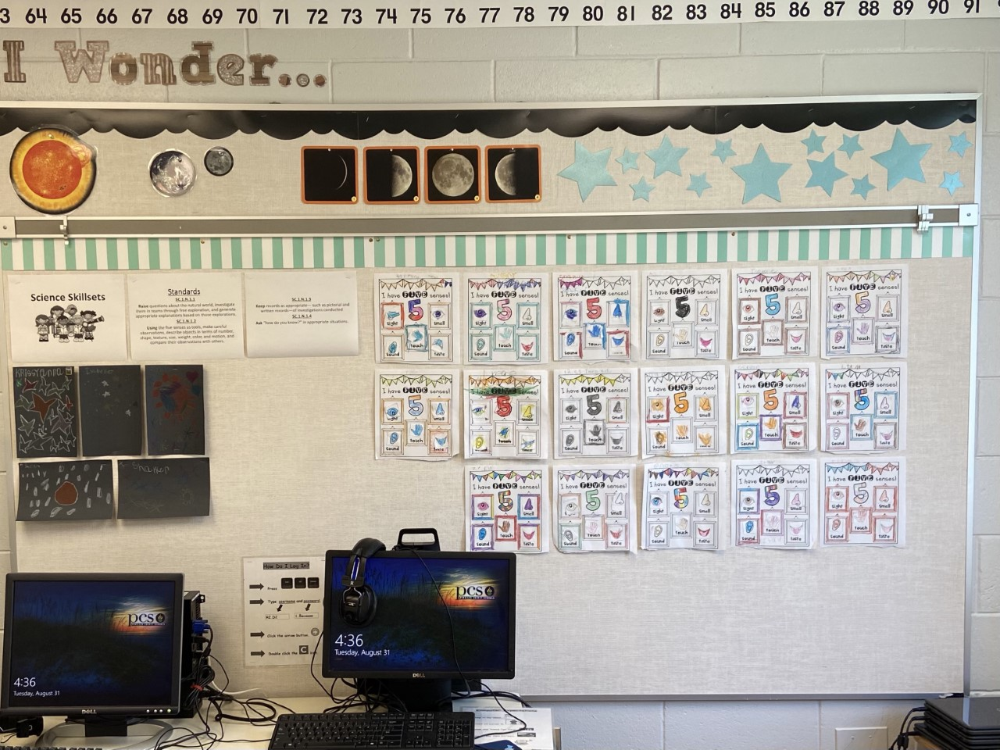 64 65 66 67 68 69 70 71 72 73 74 75 76 77 78 79 80 81 82 83 84 85 86 87 88 89 90 91
I Wonder...
Science Skillsets
Standards
SC.1.N.1.1
Raise questions about the natural world, investigate
them in teams through free exploration, and generate
appropriate explanations based on those explorations.
SC.1.N.1.2
Using the five senses as tools, make careful
observations, describe objects in terms of number,
shape, texture, size, weight, color, and motion, and
compare their observations with others.
SC.1.N.1.3
Keep records as appropriate—such as pictorial and
written records—of investigations conducted
SC.1.N.1.4
Ask "how do you know?" in appropriate situations.
I have FIVE senses!
5
sight smell
sound touch taste
I have FIVE senses!
5
sight smell
sound touch taste
I have FIVE senses!
5
sight smell
sound touch taste
I have FIVE senses!
5
sight smell
sound touch taste
I have FIVE senses!
5
sight smell
sound touch taste
I have FIVE senses!
5
sight smell
sound touch taste
I have FIVE senses!
5
sight smell
sound touch taste
I have FIVE senses!
5
sight smell
sound touch taste
I have FIVE senses!
5
sight smell
sound touch taste
I have FIVE senses!
5
sight smell
sound touch taste
I have FIVE senses!
5
sight smell
sound touch taste
I have FIVE senses!
5
sight smell
sound touch taste
I have FIVE senses!
5
sight smell
sound touch taste
I have FIVE senses!
5
sight smell
sound touch taste
I have FIVE senses!
5
sight smell
sound touch taste
I have FIVE senses!
5
sight smell
sound touch taste
I have FIVE senses!
5
sight smell
sound touch taste
How Do I Log In?
Press
Type username and password.
Click the arrow button.
Double click the C
pcs
4:36
Tuesday, August 31
DELL
pcs
4:36
Tuesday, August 31
DELL